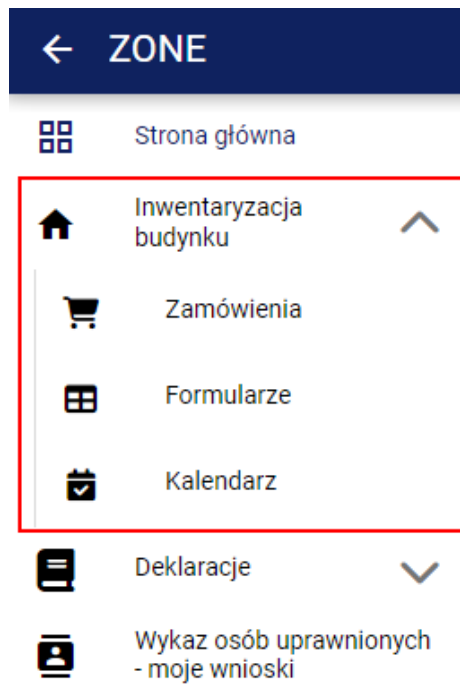 ZONE
Strona główna
Inwentaryzacja
budynku
Zamówienia
Formularze
Kalendarz
Deklaracje
Wykaz osób uprawnionych
- moje wnioski